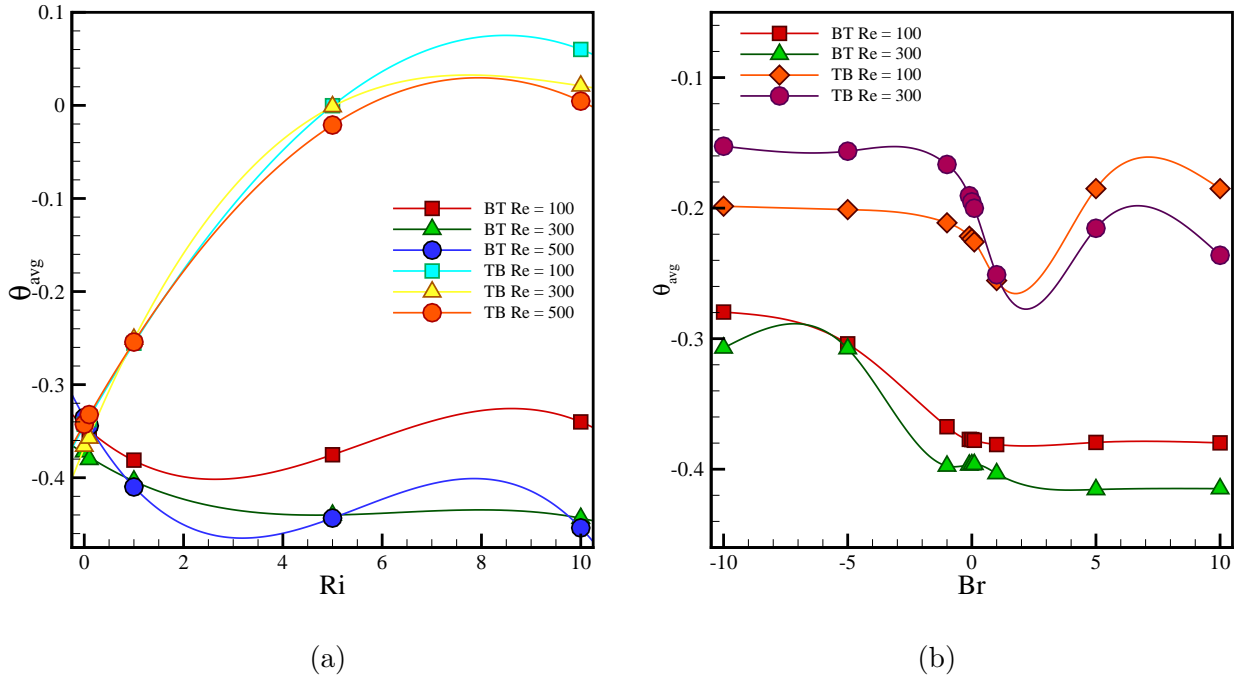 0.1
0
-0.1
-0.2
-0.3
-0.4
θavg
0 2 4 6 8 10
Ri
BT Re = 100
BT Re = 300
BT Re = 500
TB Re = 100
TB Re = 300
TB Re = 500
(a)
-0.1
-0.2
-0.3
-0.4
θavg
-10 -5 0 5 10
Br
BT Re = 100
BT Re = 300
TB Re = 100
TB Re = 300
(b)